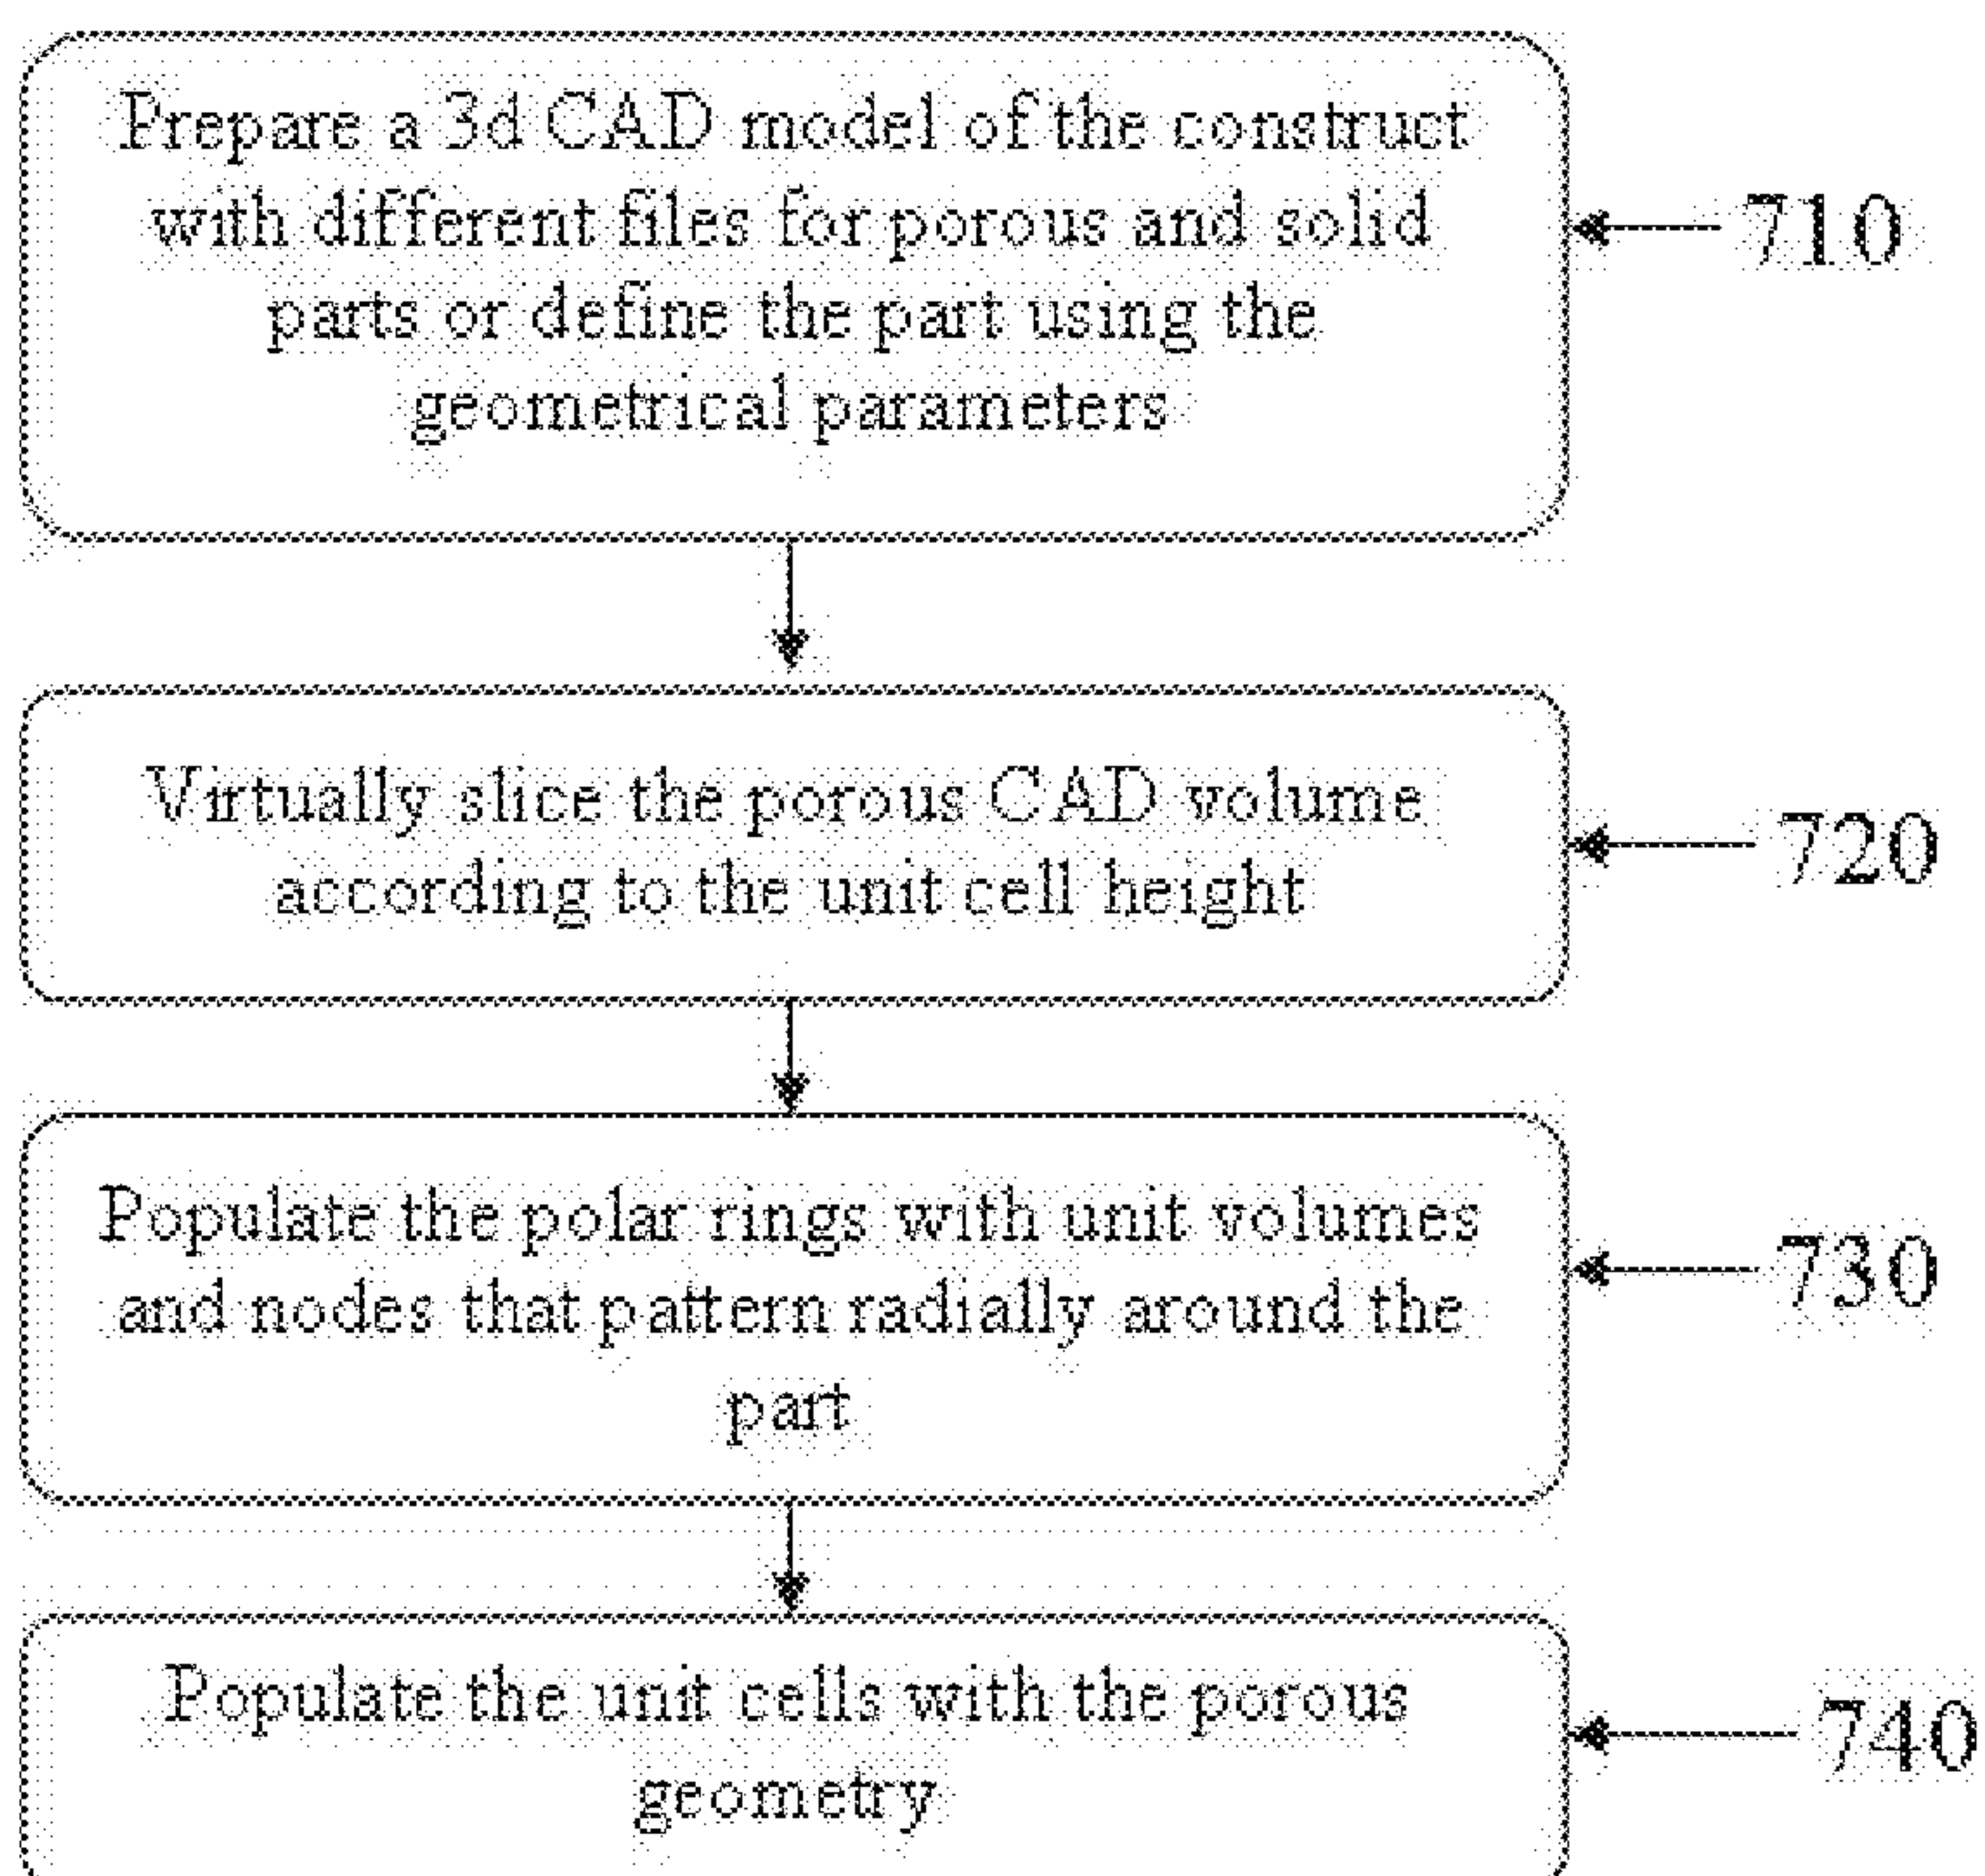 Prepare a 3d CAD model of the construct
with different files for porous and solid
parts or define the part using the
geometrical parameters
710
Virtually slice the porous CAD volume
according to the unit cell height
720
Populate the polar rings with unit volumes
and nodes that pattern radially around the
part
730
Populate the unit cells with the porous
geometry
740